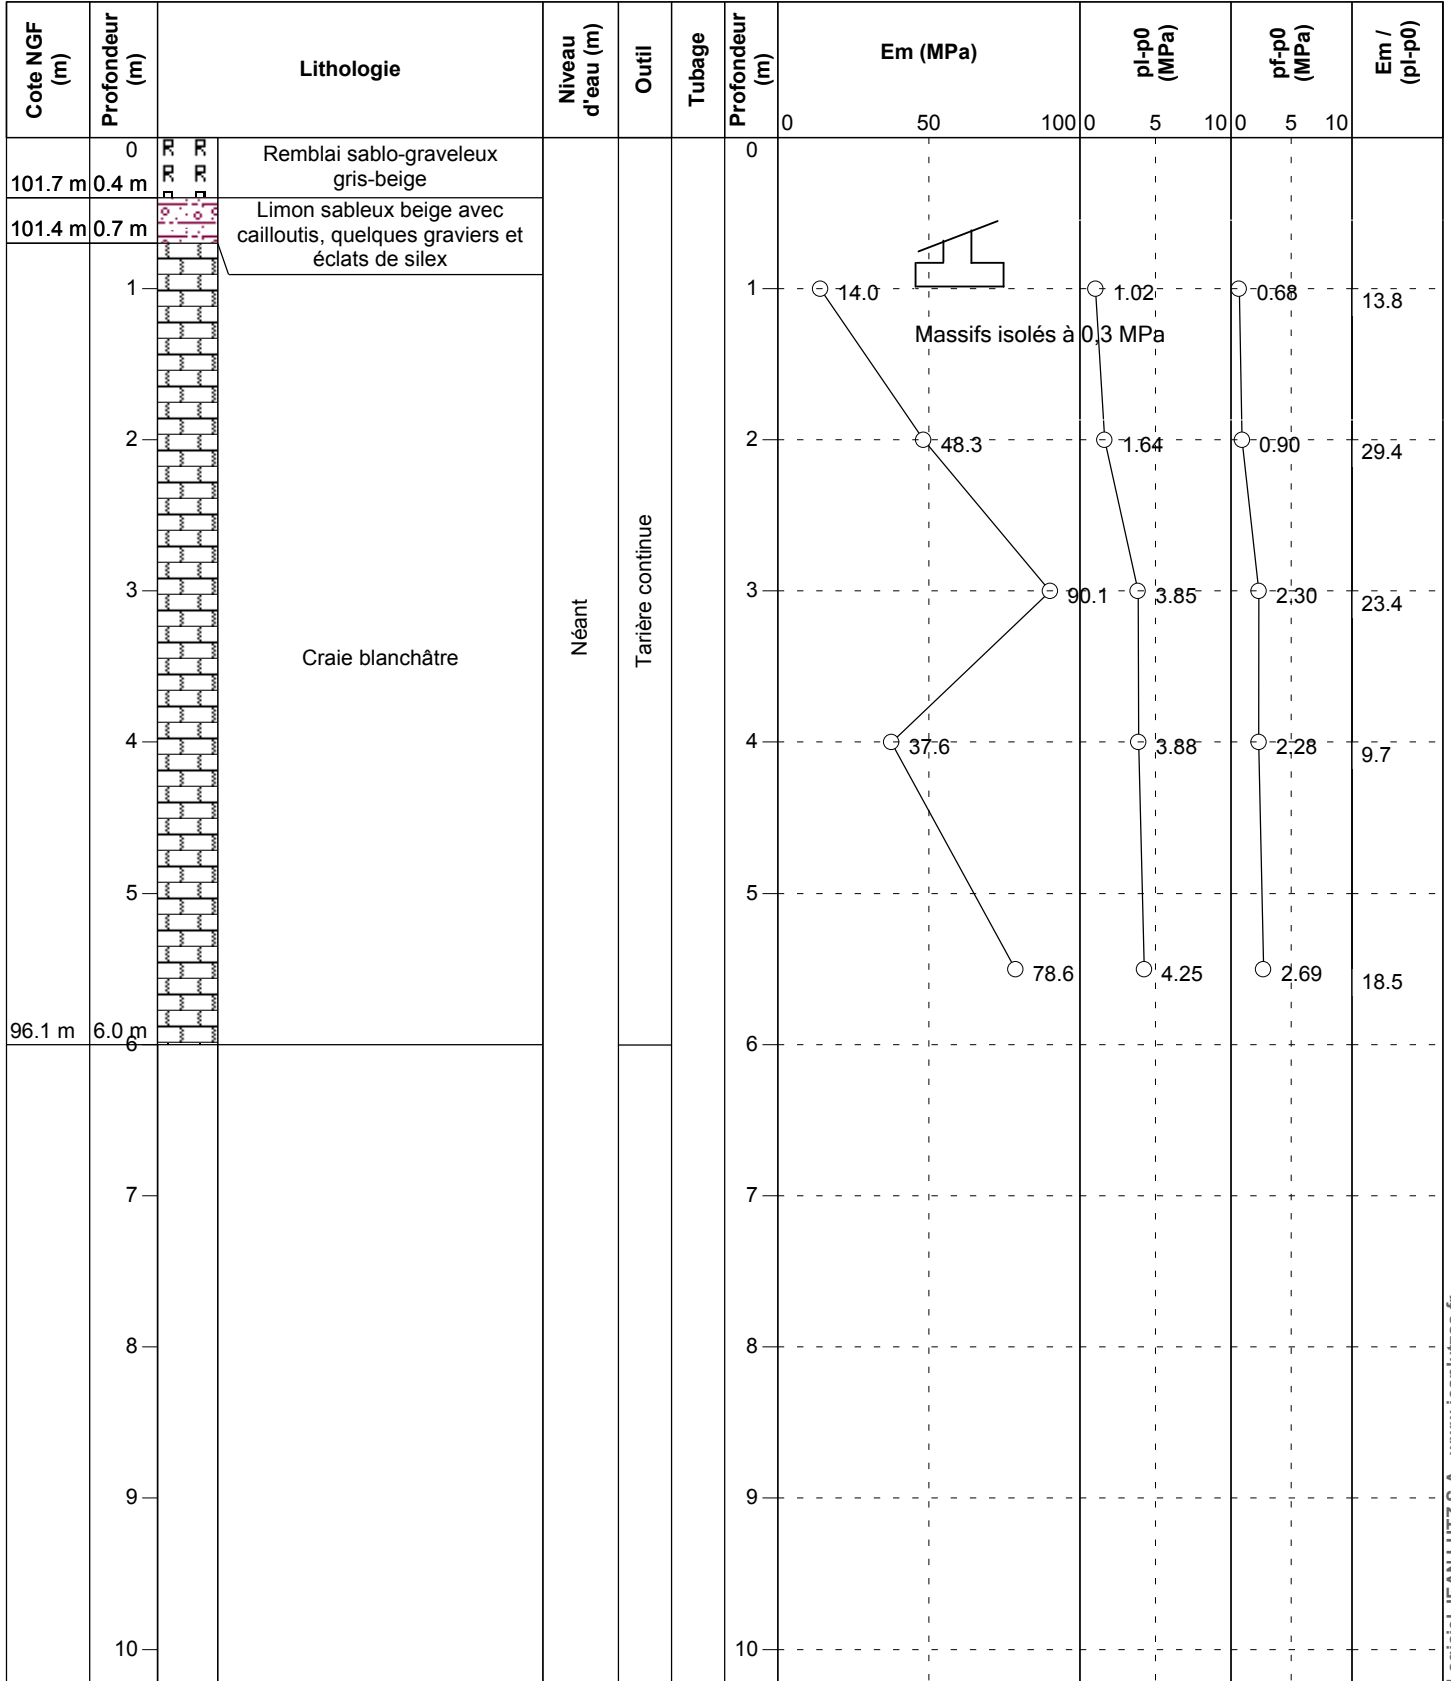 Cote NGF (m)
Profondeur (m)
Lithologie
Niveau d'eau (m)
Outil
Tubage
Profondeur (m)
Em (MPa)
pl-p0 (MPa)
pf-p0 (MPa)
Em / (pl-p0)
0 50 100 0 5 10 0 5 10
0 R R Remblai sablo-graveleux 0
R R gris-beige
101.7 m 0.4 m
Limon sableux beige avec
101.4 m 0.7 m cailloutis, quelques graviers et
éclats de silex
1 1 14.0 1.02 0.68 13.8
Massifs isolés à 0,3 MPa
2 2 48.3 1.64 0.90 29.4
3 3 90.1 3.85 2.30 23.4
Néant
Tarière continue
Craie blanchâtre
4 4 37.6 3.88 2.28 9.7
5 5
78.6 4.25 2.69 18.5
96.1 m 6.0 m
6 6
7 7
8 8
9 9
10 10